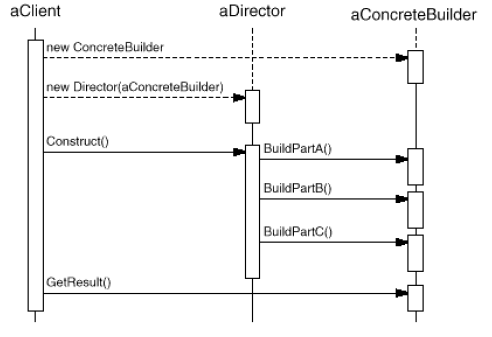 aClient
aDirector
aConcreteBuilder
new ConcreteBuilder
new Director(aConcreteBuilder)
Construct()
BuildPartA()
BuildPartB()
BuildPartC()
GetResult()